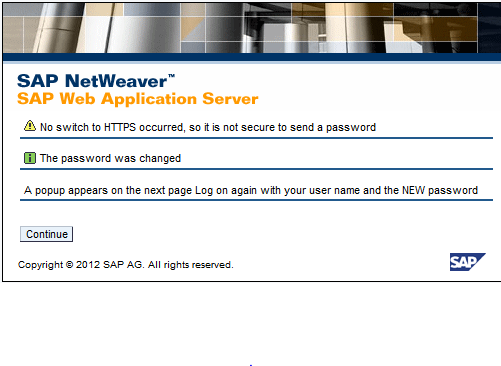 SAP NetWeaver™
SAP Web Application Server
No switch to HTTPS occurred, so it is not secure to send a password
The password was changed
A popup appears on the next page Log on again with your user name and the NEW password
Continue
Copyright © 2012 SAP AG. All rights reserved.
SAP